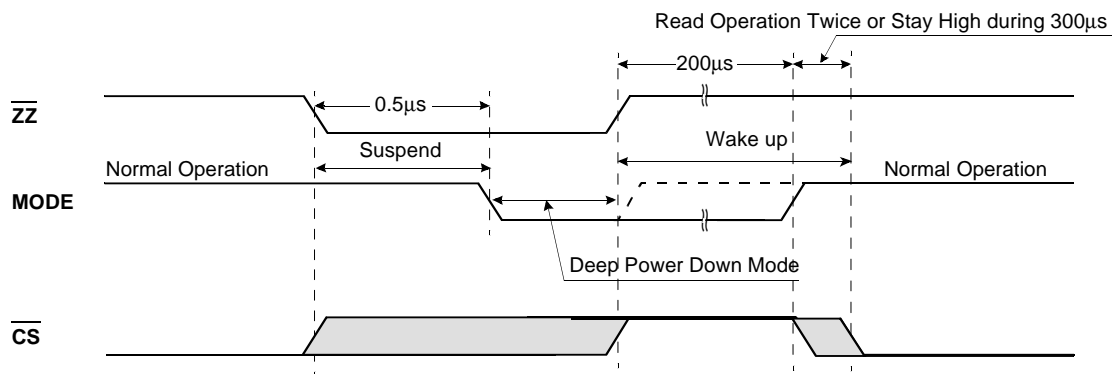 Read Operation Twice or Stay High during 300μs
200μs
ZZ
0.5μs
Suspend
Wake up
Normal Operation
Normal Operation
MODE
Deep Power Down Mode
CS